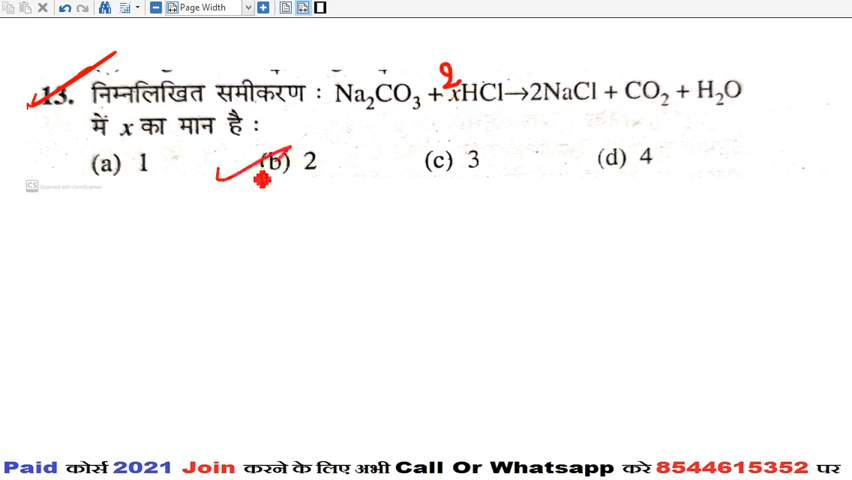 Page Width
2
13. निम्नलिखित समीकरण : Na₂CO₃ + xHCl→2NaCl + CO₂ + H₂O
में x का मान है :
(a) 1 (b) 2 (c) 3 (d) 4
CS Scanned with CamScanner
Paid कोर्स 2021 Join करने के लिए अभी Call Or Whatsapp करे 8544615352 पर